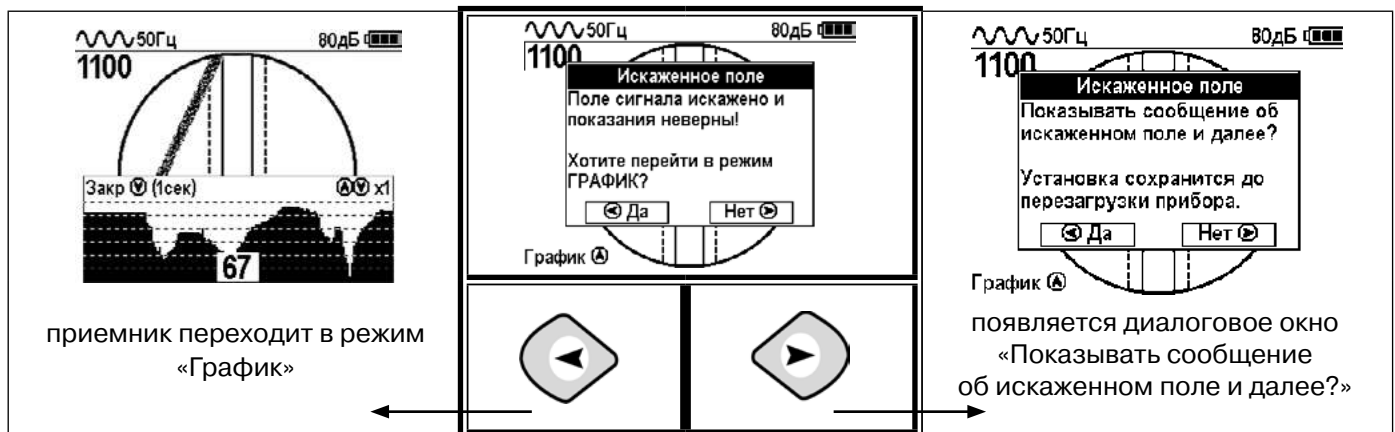 50Гц 80дБ
1100
Закр (1сек) x1
67
приемник переходит в режим
«График»
50Гц 80дБ
1100
Искаженное поле
Поле сигнала искажено и
показания неверны!
Хотите перейти в режим
ГРАФИК?
Да Нет
График
50Гц 80дБ
1100
Искаженное поле
Показывать сообщение об
искаженном поле и далее?
Установка сохранится до
перезагрузки прибора.
Да Нет
График
появляется диалоговое окно
«Показывать сообщение
об искаженном поле и далее?»